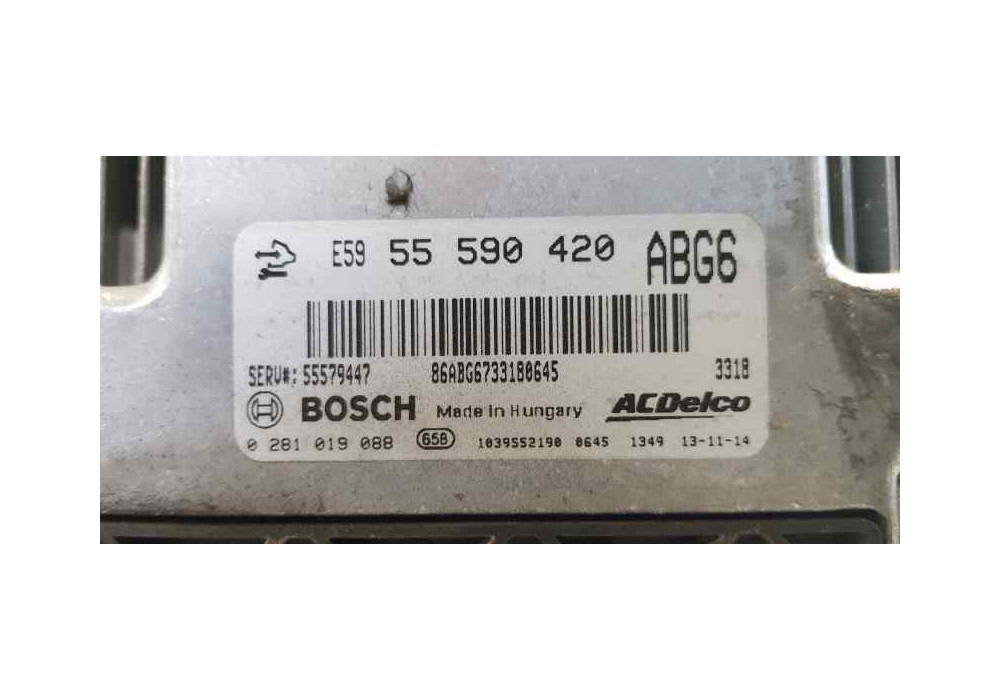 E59 55 590 420 ABG6
SERV#: 55579447 86ABG6733180645 3318
BOSCH Made in Hungary ACDelco
0 281 019 088 658 1039S52190 0645 1349 13-11-14